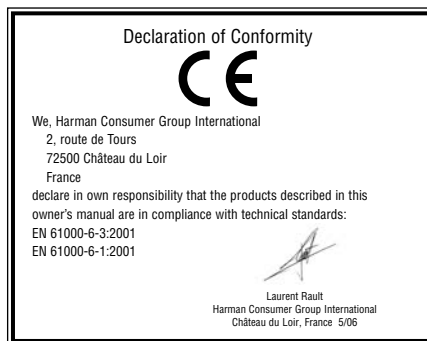 Declaration of Conformity
CE
We, Harman Consumer Group International
2, route de Tours
72500 Château du Loir
France
declare in own responsibility that the products described in this
owner's manual are in compliance with technical standards:
EN 61000-6-3:2001
EN 61000-6-1:2001
Laurent Rault
Harman Consumer Group International
Château du Loir, France 5/06